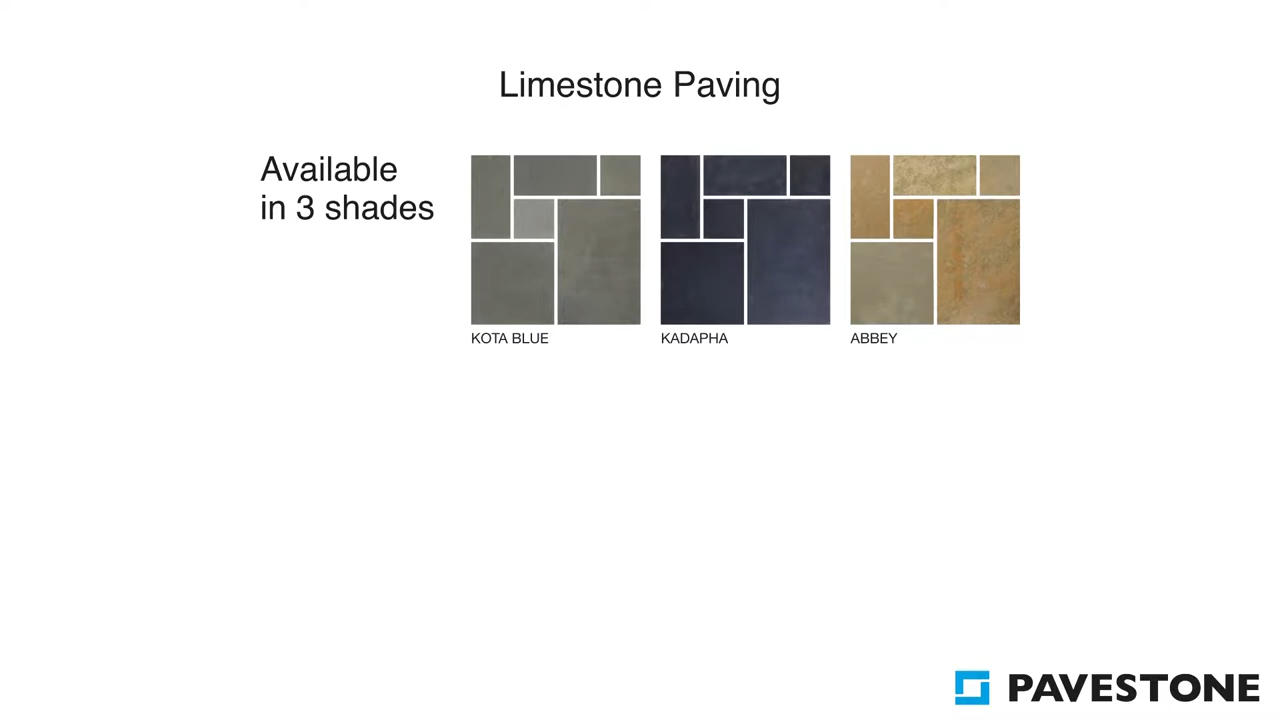 Limestone Paving
Available
in 3 shades
KOTA BLUE
KADAPHA
ABBEY
PAVESTONE